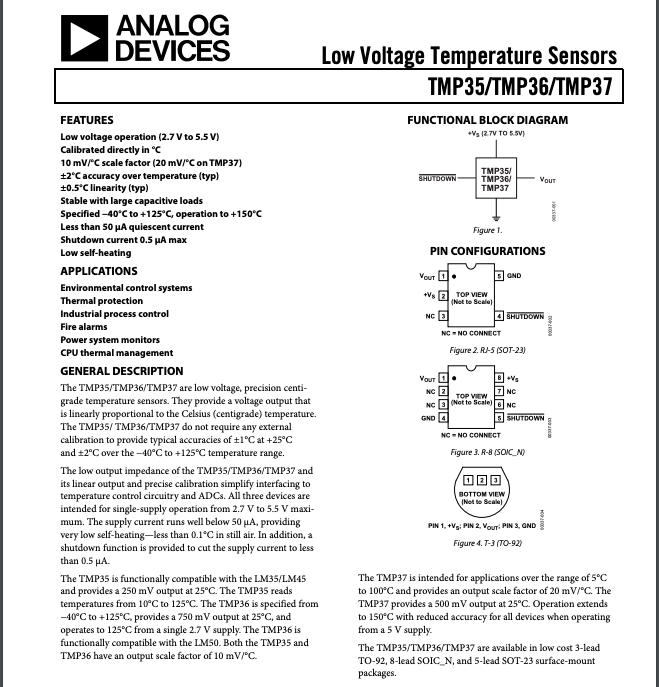 ANALOG
DEVICES
Low Voltage Temperature Sensors
TMP35/TMP36/TMP37
FEATURES
Low voltage operation (2.7 V to 5.5 V)
Calibrated directly in °C
10 mV/°C scale factor (20 mV/°C on TMP37)
±2°C accuracy over temperature (typ)
±0.5°C linearity (typ)
Stable with large capacitive loads
Specified −40°C to +125°C, operation to +150°C
Less than 50 μA quiescent current
Shutdown current 0.5 μA max
Low self-heating
APPLICATIONS
Environmental control systems
Thermal protection
Industrial process control
Fire alarms
Power system monitors
CPU thermal management
GENERAL DESCRIPTION
The TMP35/TMP36/TMP37 are low voltage, precision centi-
grade temperature sensors. They provide a voltage output that
is linearly proportional to the Celsius (centigrade) temperature.
The TMP35/ TMP36/TMP37 do not require any external
calibration to provide typical accuracies of ±1°C at +25°C
and ±2°C over the −40°C to +125°C temperature range.
The low output impedance of the TMP35/TMP36/TMP37 and
its linear output and precise calibration simplify interfacing to
temperature control circuitry and ADCs. All three devices are
intended for single-supply operation from 2.7 V to 5.5 V maxi-
mum. The supply current runs well below 50 μA, providing
very low self-heating—less than 0.1°C in still air. In addition, a
shutdown function is provided to cut the supply current to less
than 0.5 μA.
The TMP35 is functionally compatible with the LM35/LM45
and provides a 250 mV output at 25°C. The TMP35 reads
temperatures from 10°C to 125°C. The TMP36 is specified from
−40°C to +125°C, provides a 750 mV output at 25°C, and
operates to 125°C from a single 2.7 V supply. The TMP36 is
functionally compatible with the LM50. Both the TMP35 and
TMP36 have an output scale factor of 10 mV/°C.
FUNCTIONAL BLOCK DIAGRAM
+VS (2.7V TO 5.5V)
SHUTDOWN
TMP35/
TMP36/
TMP37
VOUT
00337-001
Figure 1.
PIN CONFIGURATIONS
VOUT 1
5 GND
+VS 2
TOP VIEW
(Not to Scale)
NC 3
4 SHUTDOWN
NC = NO CONNECT
00337-002
Figure 2. RJ-5 (SOT-23)
VOUT 1
8 +VS
NC 2
7 NC
TOP VIEW
(Not to Scale)
NC 3
6 NC
GND 4
5 SHUTDOWN
NC = NO CONNECT
00337-003
Figure 3. R-8 (SOIC_N)
1 2 3
BOTTOM VIEW
(Not to Scale)
PIN 1, +VS; PIN 2, VOUT; PIN 3, GND
00337-004
Figure 4. T-3 (TO-92)
The TMP37 is intended for applications over the range of 5°C
to 100°C and provides an output scale factor of 20 mV/°C. The
TMP37 provides a 500 mV output at 25°C. Operation extends
to 150°C with reduced accuracy for all devices when operating
from a 5 V supply.
The TMP35/TMP36/TMP37 are available in low cost 3-lead
TO-92, 8-lead SOIC_N, and 5-lead SOT-23 surface-mount
packages.